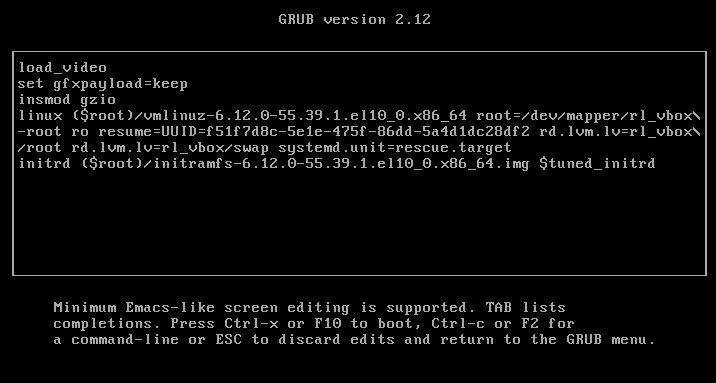 GRUB version 2.12
load_video
set gfxpayload=keep
insmod gzio
linux ($root)/vmlinuz-6.12.0-55.39.1.el10_0.x86_64 root=/dev/mapper/rl_vbox\
-root ro resume=UUID=f51f7d8c-5e1e-475f-86dd-5a4d1dc28df2 rd.lvm.lv=rl_vbox\
/root rd.lvm.lv=rl_vbox/swap systemd.unit=rescue.target
initrd ($root)/initramfs-6.12.0-55.39.1.el10_0.x86_64.img $tuned_initrd
Minimum Emacs-like screen editing is supported. TAB lists
completions. Press Ctrl-x or F10 to boot, Ctrl-c or F2 for
a command-line or ESC to discard edits and return to the GRUB menu.